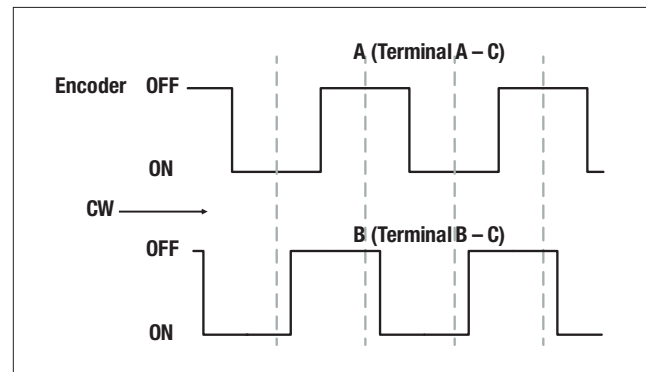 A (Terminal A – C)
Encoder OFF
ON
CW
B (Terminal B – C)
OFF
ON